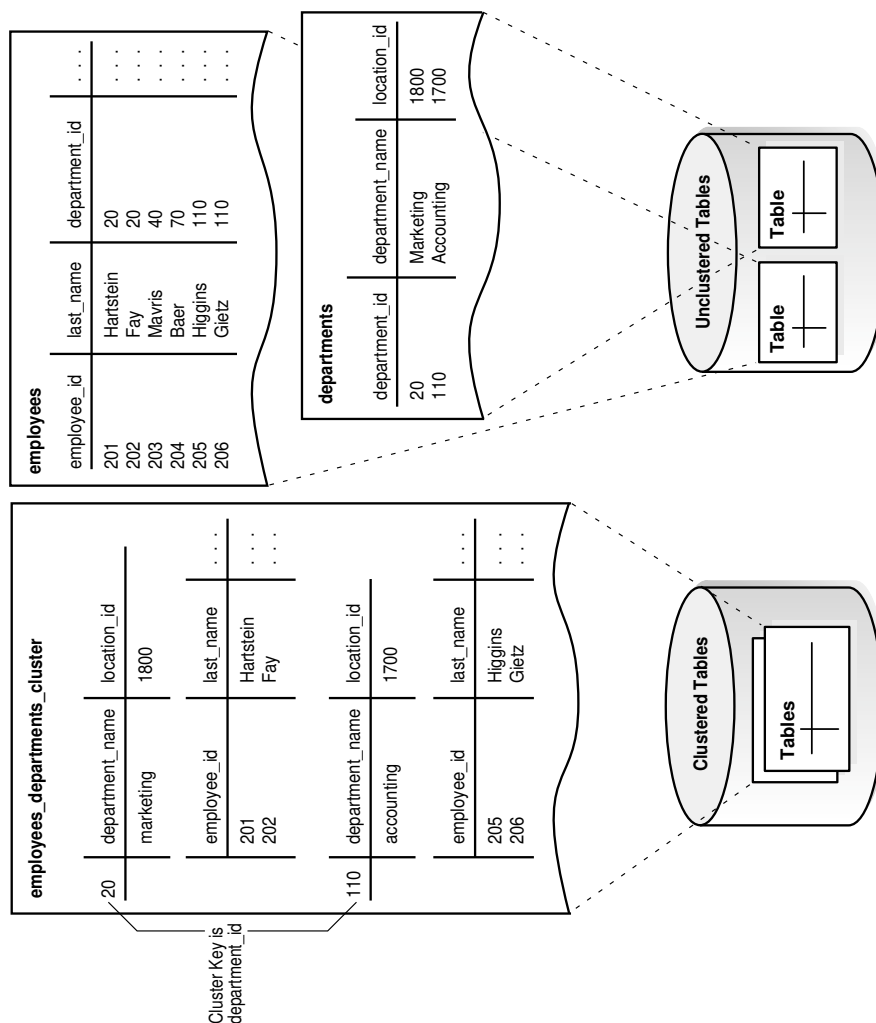 employees_departments_cluster
Cluster Key is
department_id
20 department_name location_id
marketing 1800
employee_id last_name . . .
201 Hartstein . . .
202 Fay . . .
110 department_name location_id
accounting 1700
employee_id last_name . . .
205 Higgins . . .
206 Gietz . . .
Clustered Tables
Tables
employees
employee_id last_name department_id . . .
201 Hartstein 20 . . .
202 Fay 20 . . .
203 Mavris 40 . . .
204 Baer 70 . . .
205 Higgins 110 . . .
206 Gietz 110 . . .
departments
department_id department_name location_id
20 Marketing 1800
110 Accounting 1700
Unclustered Tables
Table Table